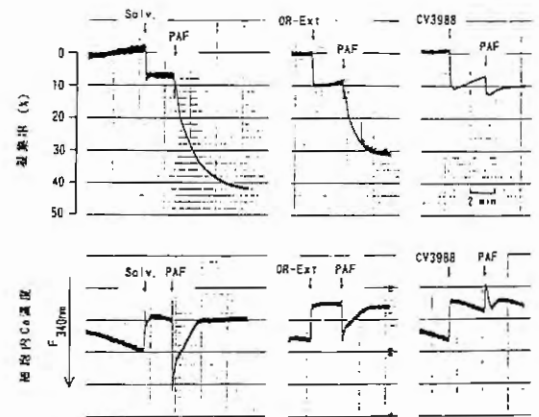 Solv.
PAF
OR-Ext
PAF
CV3988
PAF
0
10
20
30
40
50
凝集率 (%)
2 min
Solv. PAF
OR-Ext PAF
CV3988 PAF
細胞内Ca濃度
F 340nm